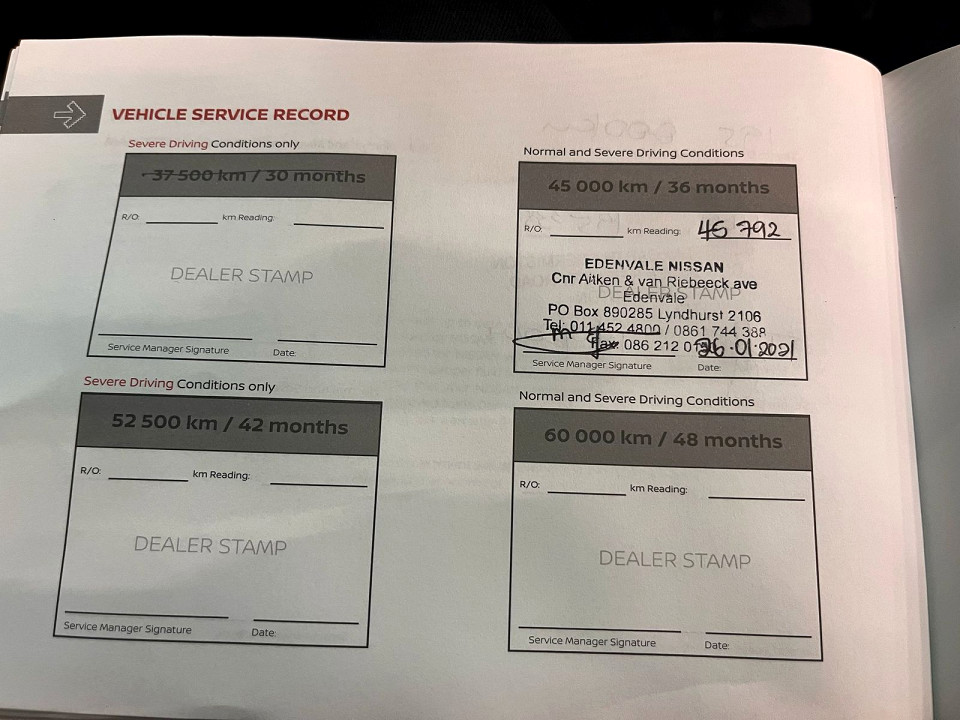 VEHICLE SERVICE RECORD
Severe Driving Conditions only
37 500 km / 30 months
R/O: km Reading:
DEALER STAMP
Service Manager Signature Date:
Normal and Severe Driving Conditions
45 000 km / 36 months
R/O: km Reading: 45 792
DEALER STAMP
EDENVALE NISSAN
Cnr Aitken & van Riebeeck ave
Edenvale
PO Box 890285 Lyndhurst 2106
Tel: 011 452 4800 / 0861 744 388
Fax: 086 212 26.01.2021
Service Manager Signature Date:
Severe Driving Conditions only
52 500 km / 42 months
R/O: km Reading:
DEALER STAMP
Service Manager Signature Date:
Normal and Severe Driving Conditions
60 000 km / 48 months
R/O: km Reading:
DEALER STAMP
Service Manager Signature Date: